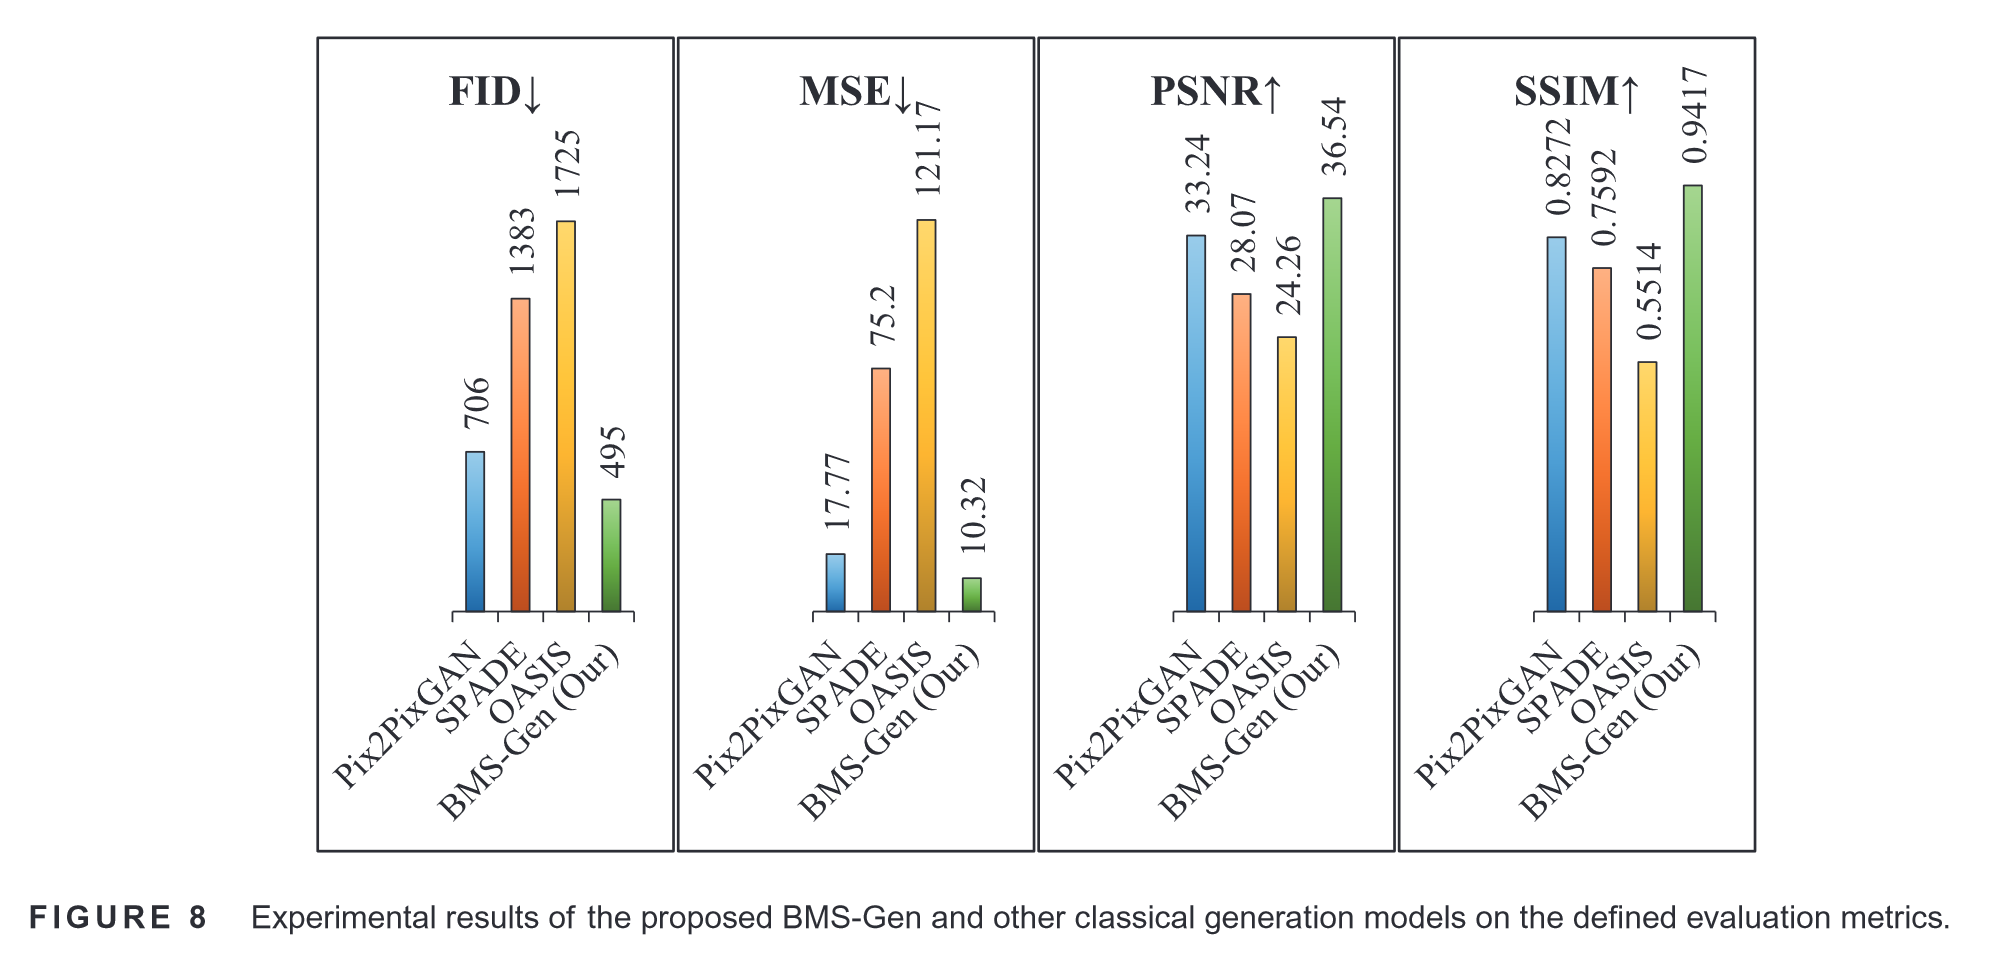 FID↓
706
1383
1725
495
Pix2PixGAN
SPADE
OASIS
BMS-Gen (Our)
MSE↓
17.77
75.2
121.17
10.32
Pix2PixGAN
SPADE
OASIS
BMS-Gen (Our)
PSNR↑
33.24
28.07
24.26
36.54
Pix2PixGAN
SPADE
OASIS
BMS-Gen (Our)
SSIM↑
0.8272
0.7592
0.5514
0.9417
Pix2PixGAN
SPADE
OASIS
BMS-Gen (Our)
FIGURE 8 Experimental results of the proposed BMS-Gen and other classical generation models on the defined evaluation metrics.